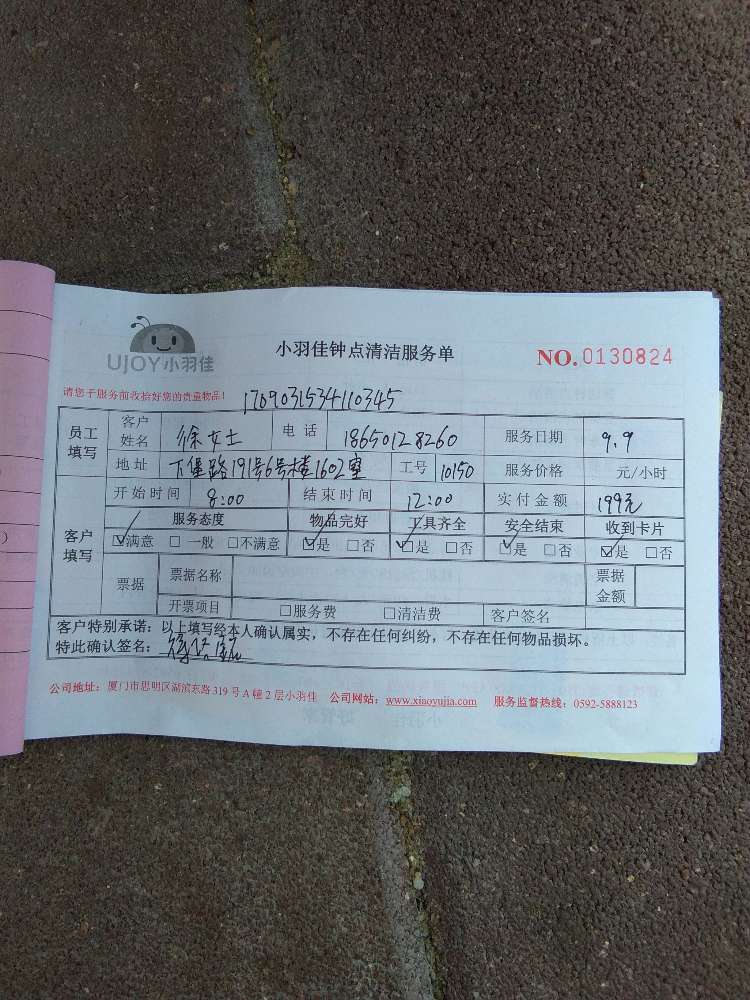 UJOY小羽佳
小羽佳钟点清洁服务单
NO.0130824
请您于服务前收拾好您的贵重物品!
1709031534110345
员工填写 客户姓名 徐女士 电话 18650128260 服务日期 9.9
地址 下堡路191号6号楼1602室 工号 10150 服务价格 元/小时
客户填写 开始时间 8:00 结束时间 12:00 实付金额 199元
服务态度 物品完好 工具齐全 安全结束 收到卡片
☑满意 □一般 □不满意 ☑是 □否 ☑是 □否 ☑是 □否 ☑是 □否
票据 票据名称 票据金额
开票项目 □服务费 □清洁费 客户签名
客户特别承诺：以上填写经本人确认属实，不存在任何纠纷，不存在任何物品损坏。
特此确认签名：
公司地址：厦门市思明区湖滨东路319号A幢2层小羽佳 公司网站：www.xiaoyujia.com 服务监督热线：0592-5888123